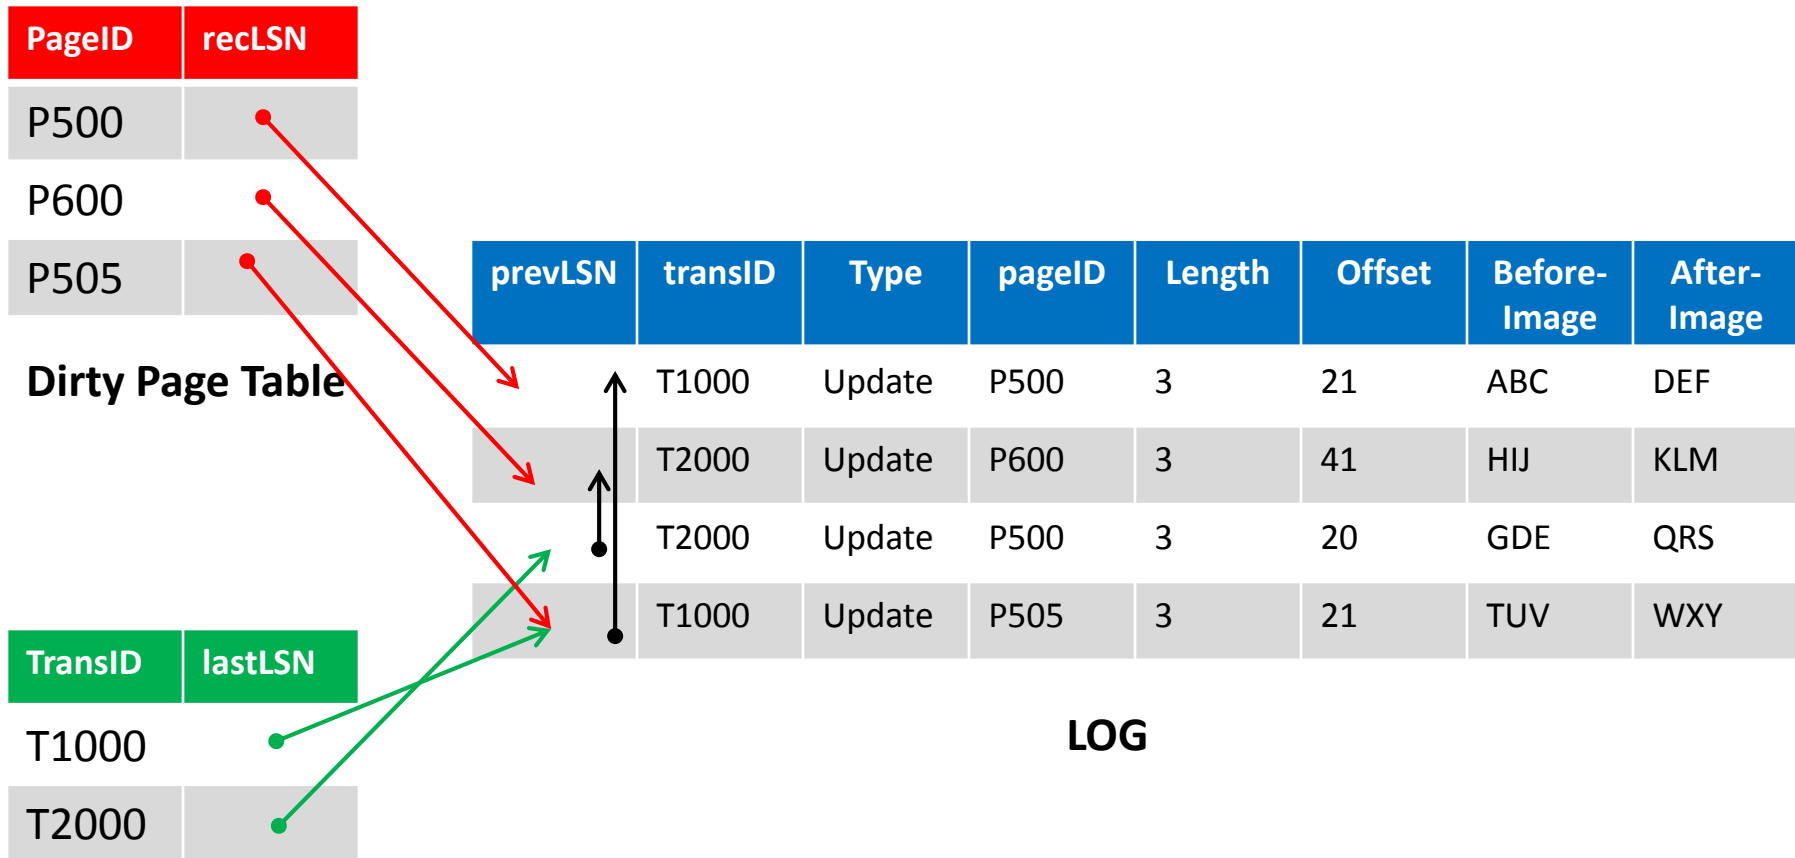 PageID recLSN
P500
P600
P505
Dirty Page Table
prevLSN transID Type pageID Length Offset Before-Image After-Image
T1000 Update P500 3 21 ABC DEF
T2000 Update P600 3 41 HIJ KLM
T2000 Update P500 3 20 GDE QRS
T1000 Update P505 3 21 TUV WXY
LOG
TransID lastLSN
T1000
T2000